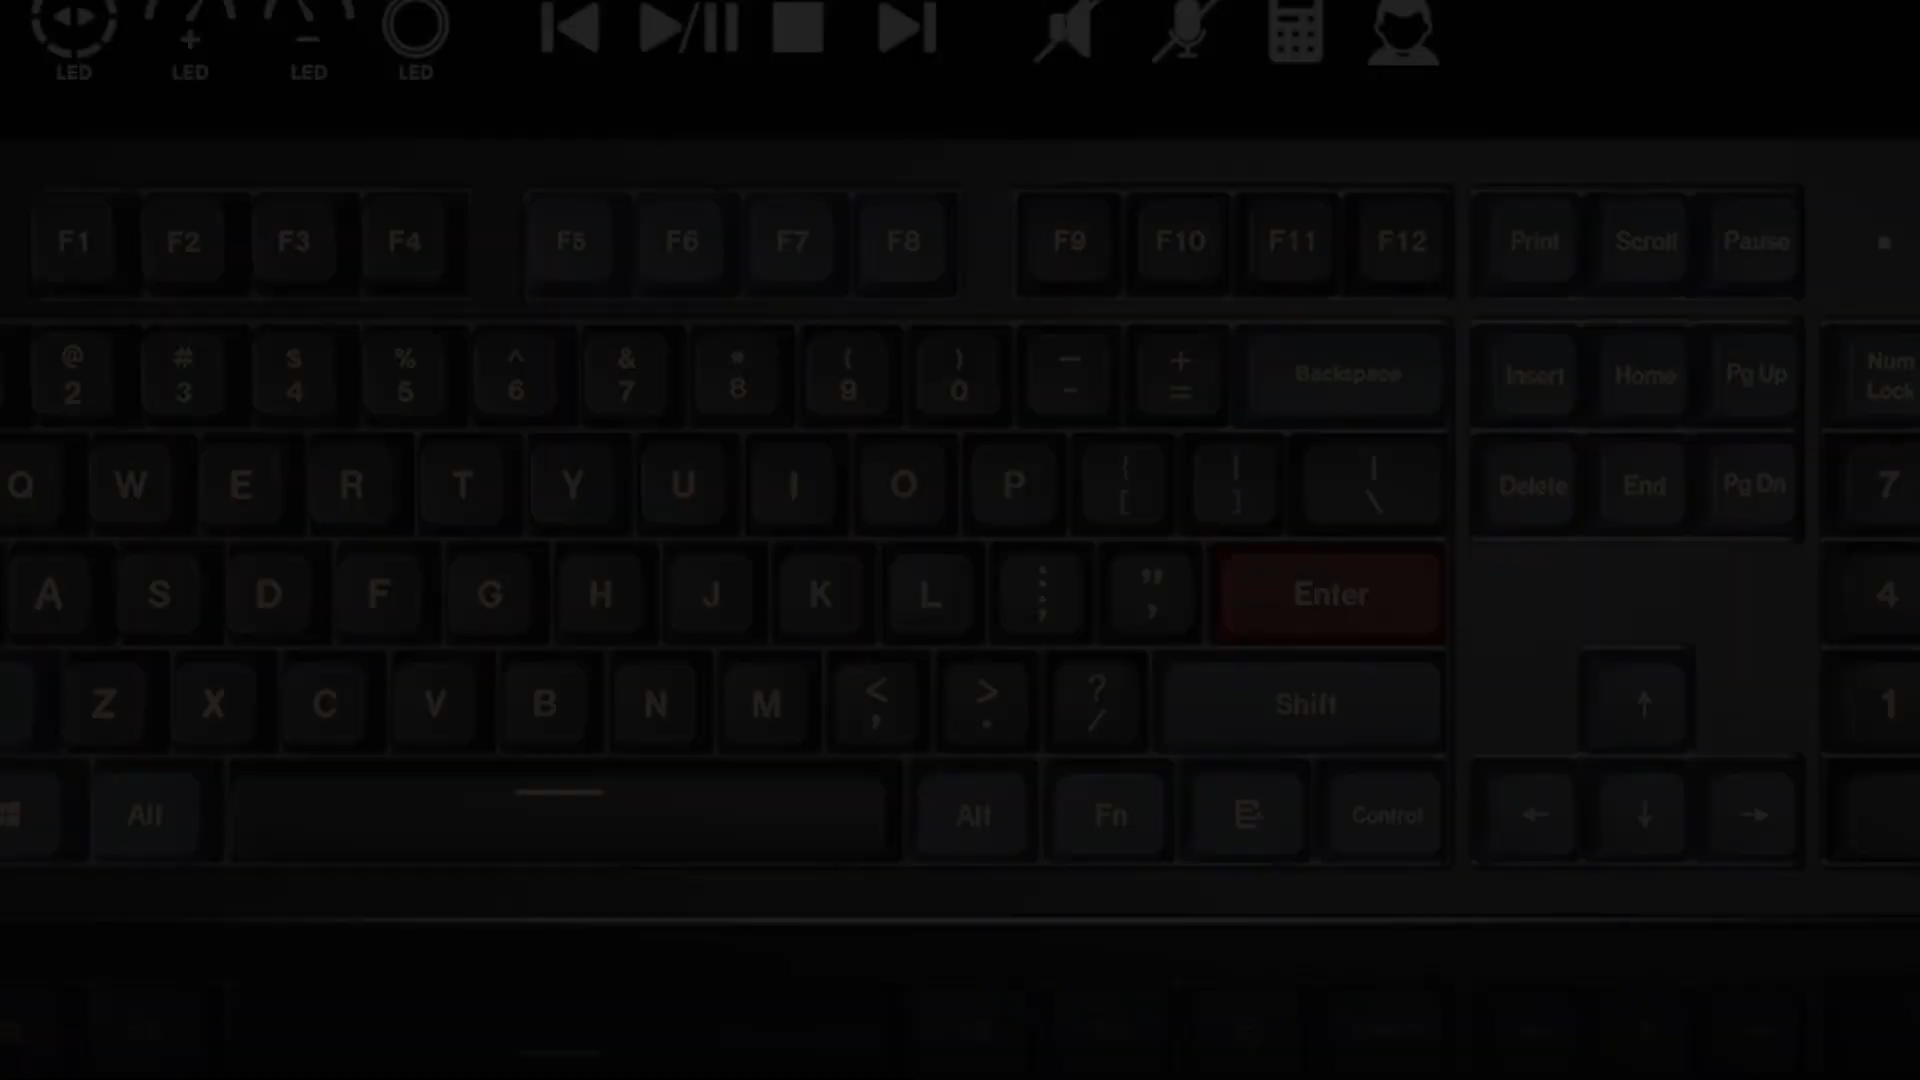 LED LED LED LED
F1 F2 F3 F4 F5 F6 F7 F8 F9 F10 F11 F12 Print Scroll Pause
@ # $ % ^ & * ( ) — +
2 3 4 5 6 7 8 9 0 - = Backspace Insert Home Pg Up Num Lock
Q W E R T Y U I O P { [ ] | \ Delete End Pg Dn 7
A S D F G H J K L : ; " ' Enter 4
Z X C V B N M < , > . ? / Shift ↑ 1
Alt Alt Fn Control ← ↓ →